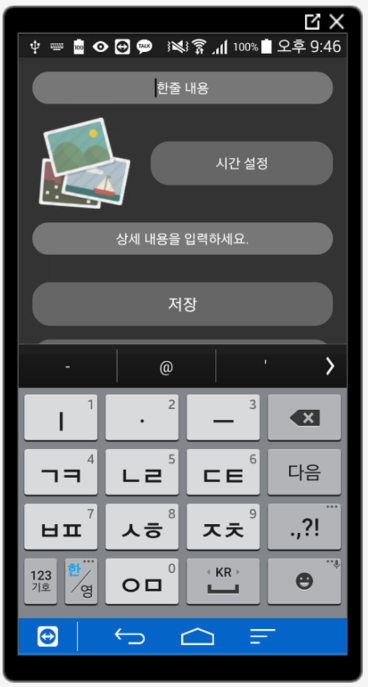 TALK 100% 오후 9:46
한줄 내용
시간 설정
상세 내용을 입력하세요.
저장
- @ '
ㅣ 1 · 2 ㅡ 3
ㄱㅋ 4 ㄴㄹ 5 ㄷㅌ 6 다음
ㅂㅍ 7 ㅅㅎ 8 ㅈㅊ 9 .,?!
123 기호 한/영 ㅇㅁ 0 KR